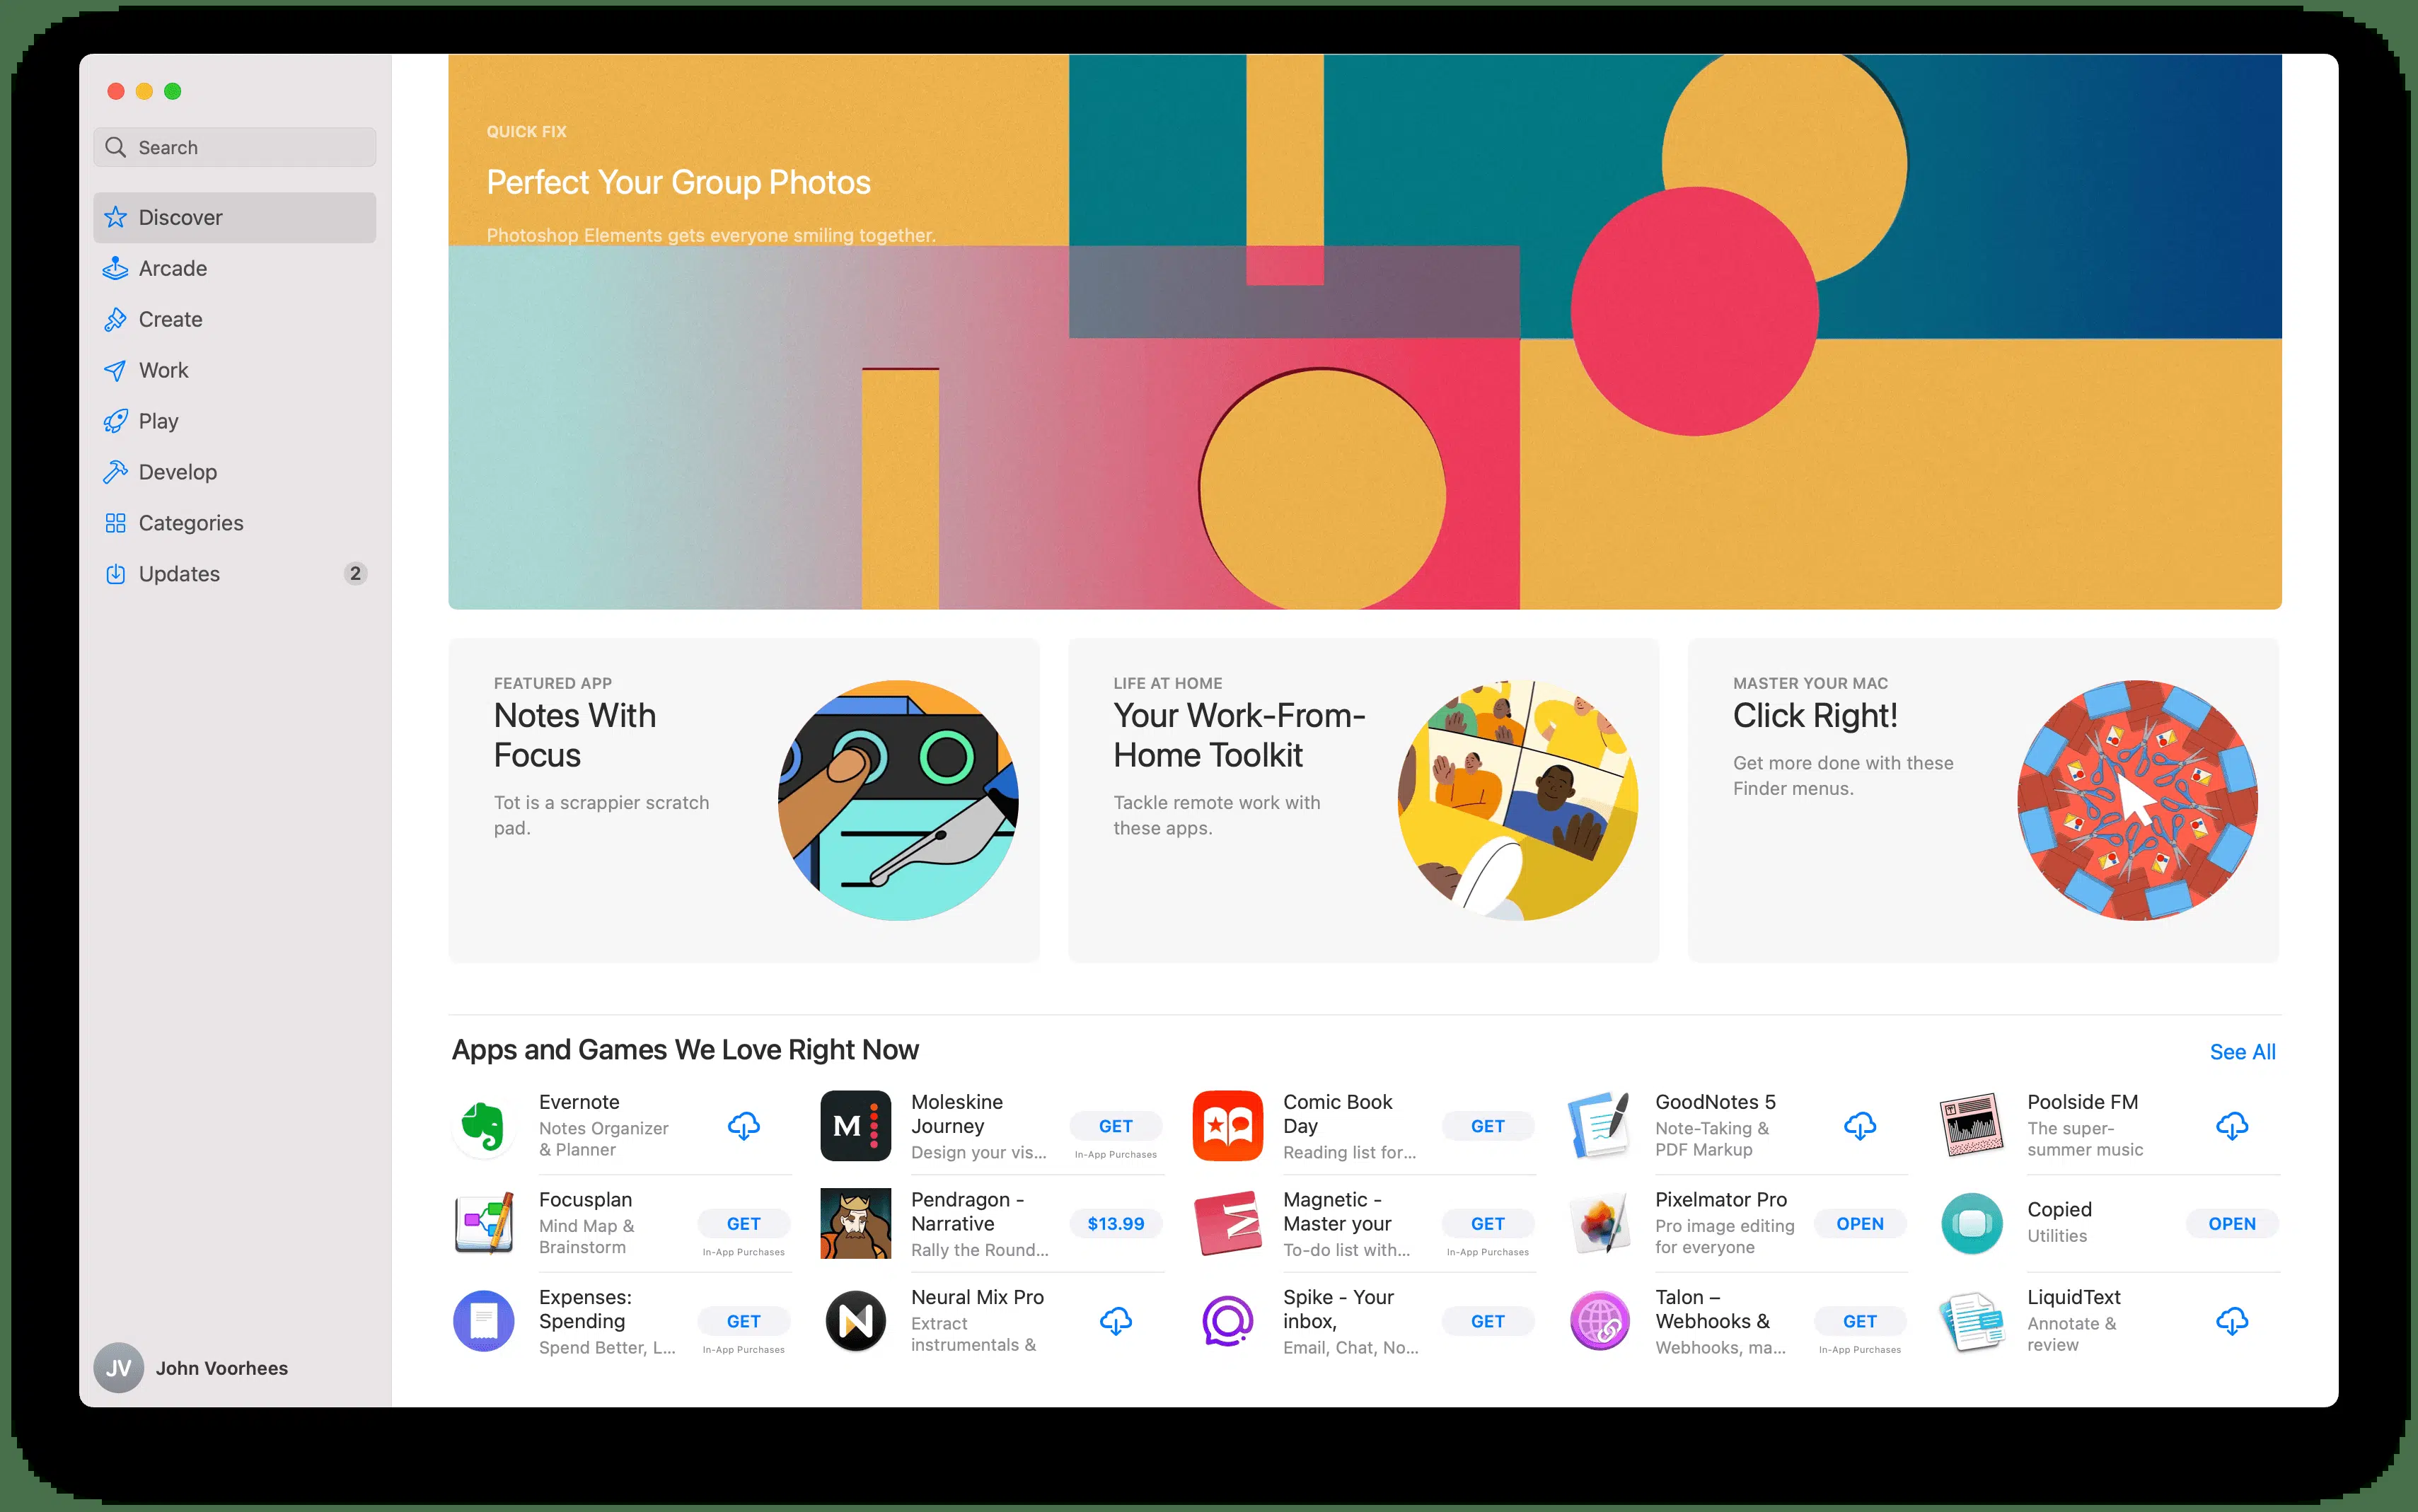 Search
Discover
Arcade
Create
Work
Play
Develop
Categories
Updates 2
JV John Voorhees
QUICK FIX
Perfect Your Group Photos
Photoshop Elements gets everyone smiling together.
FEATURED APP
Notes With
Focus
Tot is a scrappier scratch
pad.
LIFE AT HOME
Your Work-From-
Home Toolkit
Tackle remote work with
these apps.
MASTER YOUR MAC
Click Right!
Get more done with these
Finder menus.
Apps and Games We Love Right Now
See All
Evernote
Notes Organizer
& Planner
M
Moleskine
Journey
Design your vis...
GET
In-App Purchases
Comic Book
Day
Reading list for...
GET
GoodNotes 5
Note-Taking &
PDF Markup
Poolside FM
The super-
summer music
Focusplan
Mind Map &
Brainstorm
GET
In-App Purchases
Pendragon -
Narrative
Rally the Round...
$13.99
M
Magnetic -
Master your
To-do list with...
GET
In-App Purchases
Pixelmator Pro
Pro image editing
for everyone
OPEN
Copied
Utilities
OPEN
Expenses:
Spending
Spend Better, L...
GET
In-App Purchases
N
Neural Mix Pro
Extract
instrumentals &
Spike - Your
inbox,
Email, Chat, No...
GET
Talon –
Webhooks &
Webhooks, ma...
GET
In-App Purchases
LiquidText
Annotate &
review